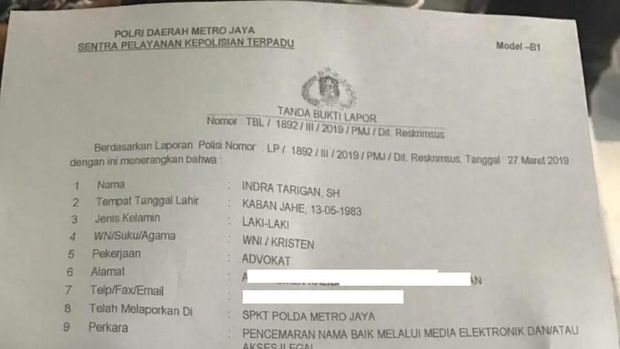 POLRI DAERAH METRO JAYA
SENTRA PELAYANAN KEPOLISIAN TERPADU
Model -B1
TANDA BUKTI LAPOR
Nomor TBL / 1892 / III / 2019 / PMJ / Dit. Reskrimsus
Berdasarkan Laporan Polisi Nomor : LP / 1892 / III / 2019 / PMJ / Dit. Reskrimsus, Tanggal 27 Maret 2019
dengan ini menerangkan bahwa :
1 Nama : INDRA TARIGAN, SH
2 Tempat Tanggal Lahir : KABAN JAHE, 13-05-1983
3 Jenis Kelamin : LAKI-LAKI
4 WN/Suku/Agama : WNI / KRISTEN
5 Pekerjaan : ADVOKAT
6 Alamat :
7 Telp/Fax/Email :
8 Telah Melaporkan Di : SPKT POLDA METRO JAYA
9 Perkara : PENCEMARAN NAMA BAIK MELALUI MEDIA ELEKTRONIK DAN/ATAU
AKSES ILEGAL